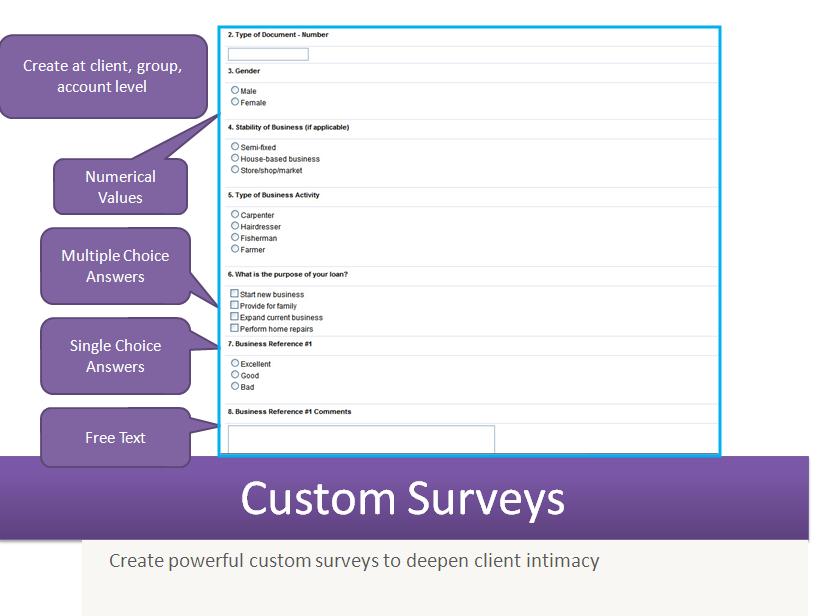 Create at client, group,
account level
Numerical
Values
Multiple Choice
Answers
Single Choice
Answers
Free Text
2. Type of Document - Number
3. Gender
Male
Female
4. Stability of Business (if applicable)
Semi-fixed
House-based business
Store/shop/market
5. Type of Business Activity
Carpenter
Hairdresser
Fisherman
Farmer
6. What is the purpose of your loan?
Start new business
Provide for family
Expand current business
Perform home repairs
7. Business Reference #1
Excellent
Good
Bad
8. Business Reference #1 Comments
Custom Surveys
Create powerful custom surveys to deepen client intimacy